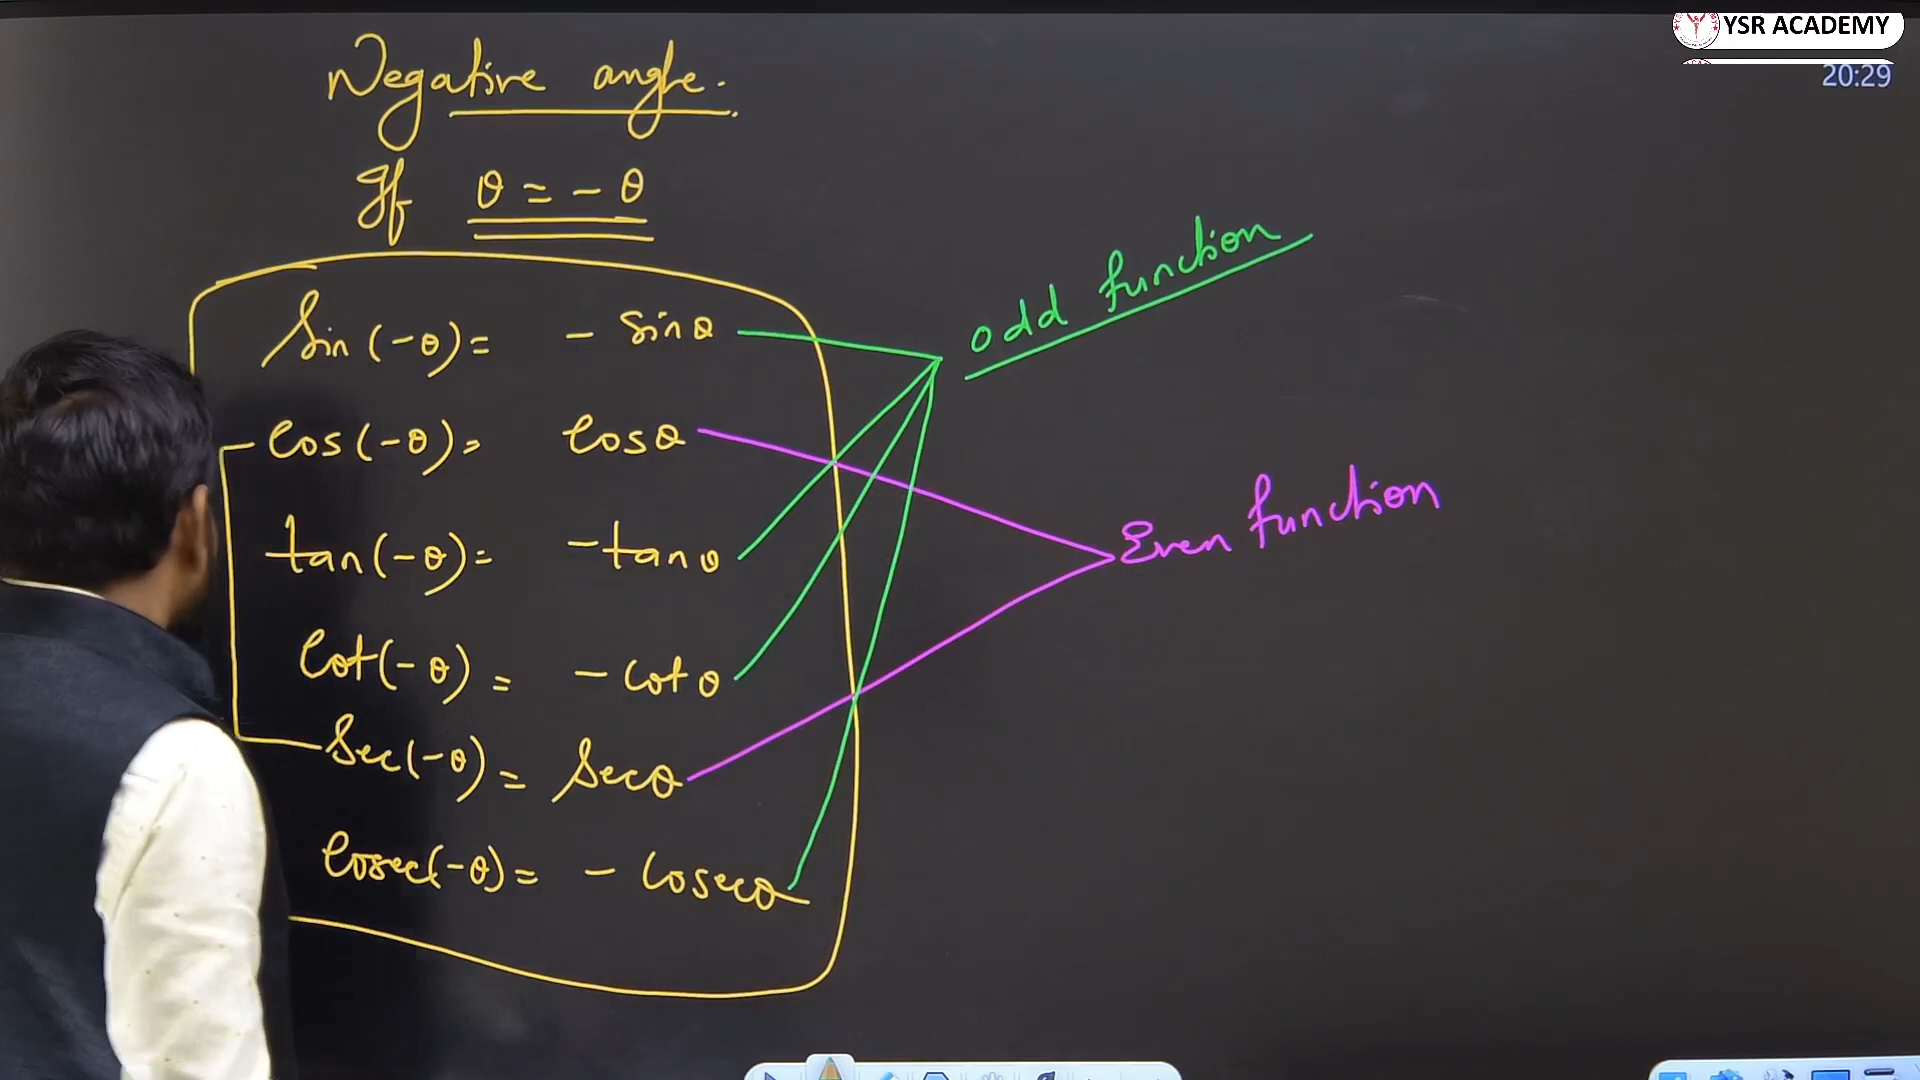 YSR ACADEMY
20:29
Negative angle.
If θ = - θ
Sin (-θ) = - Sinθ
Cos (-θ) = Cosθ
tan (-θ) = - tanθ
Cot (-θ) = - Cotθ
Sec (-θ) = Secθ
Cosec (-θ) = - Cosecθ
odd function
Even function